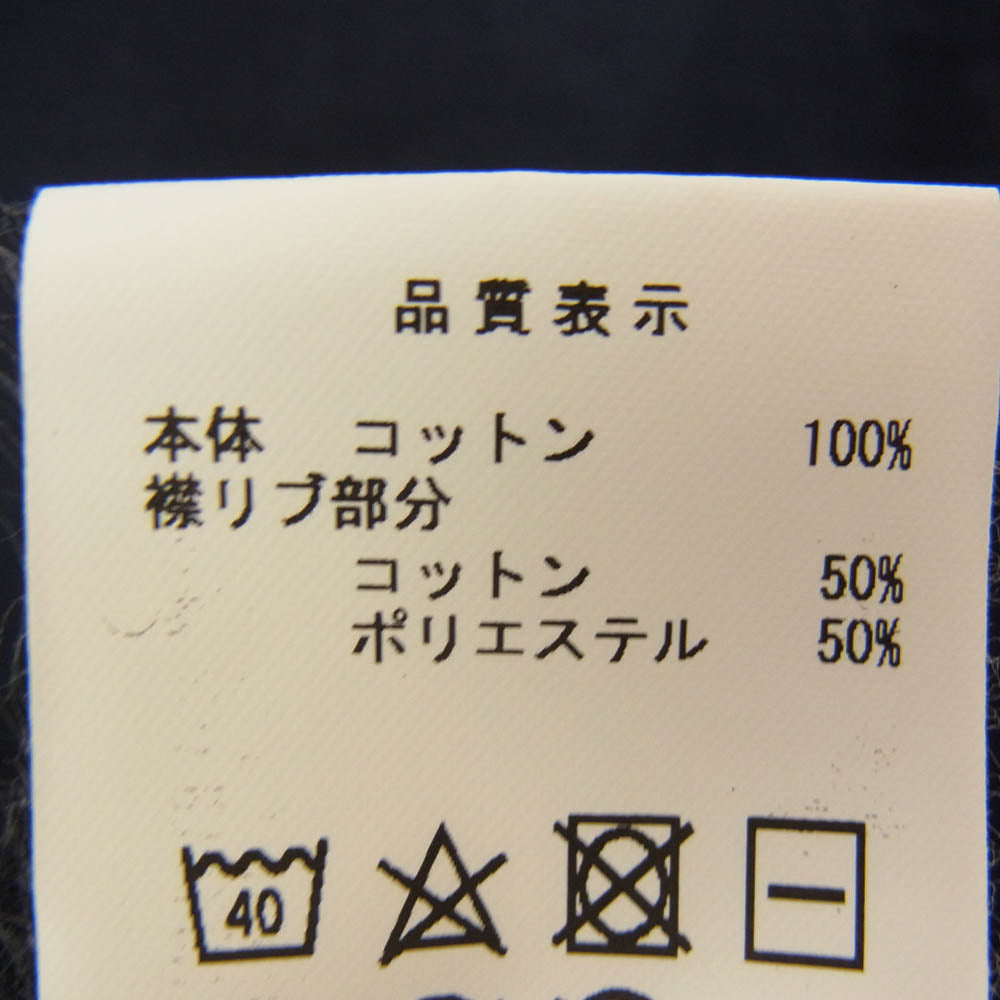 品質表示
本体 コットン 100%
襟リブ部分
コットン 50%
ポリエステル 50%
40